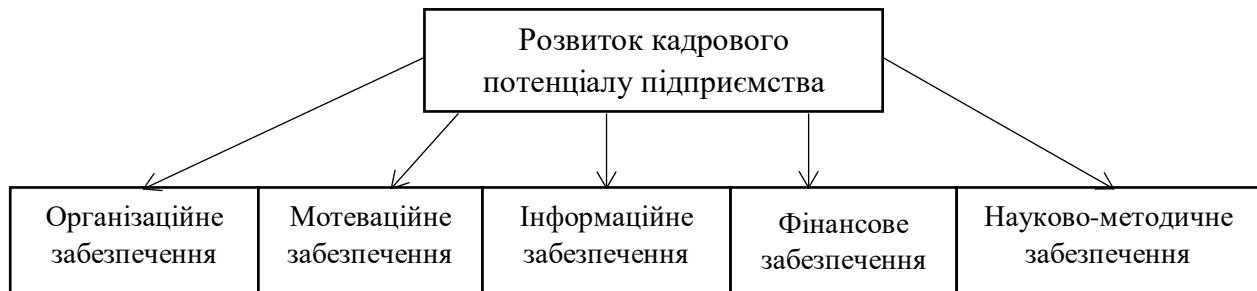 Розвиток кадрового
потенціалу підприємства
Організаційне
забезпечення
Мотеваційне
забезпечення
Інформаційне
забезпечення
Фінансове
забезпечення
Науково-методичне
забезпечення